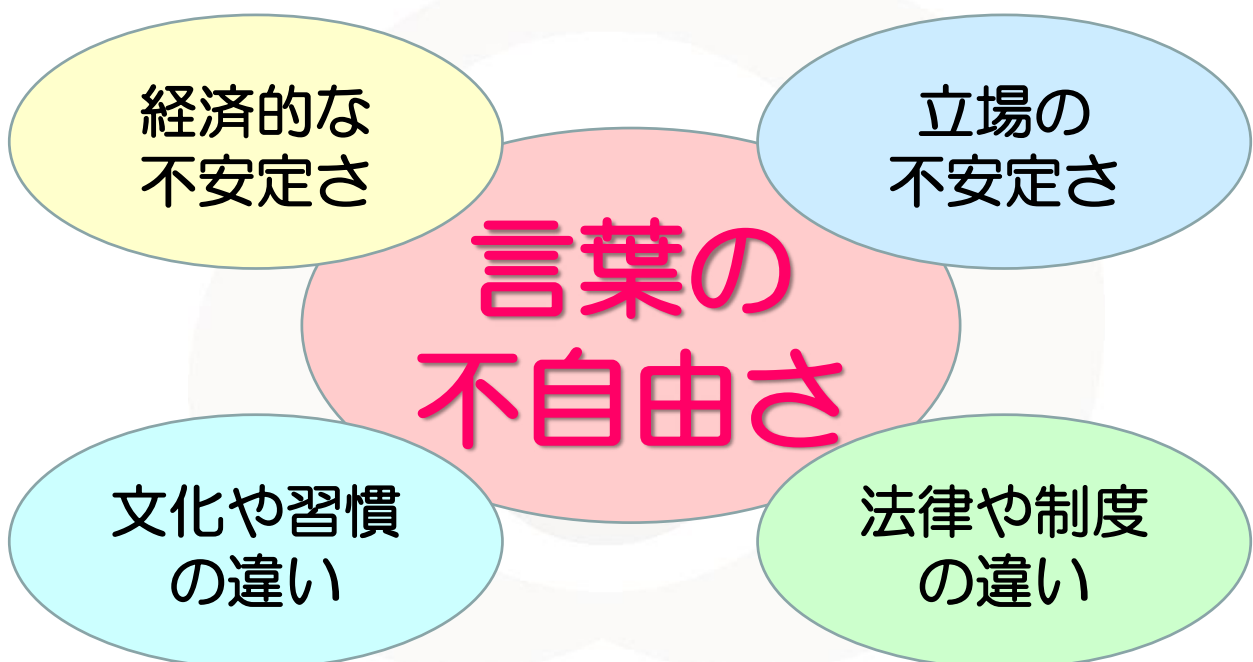 経済的な
不安定さ
立場の
不安定さ
言葉の
不自由さ
文化や習慣
の違い
法律や制度
の違い